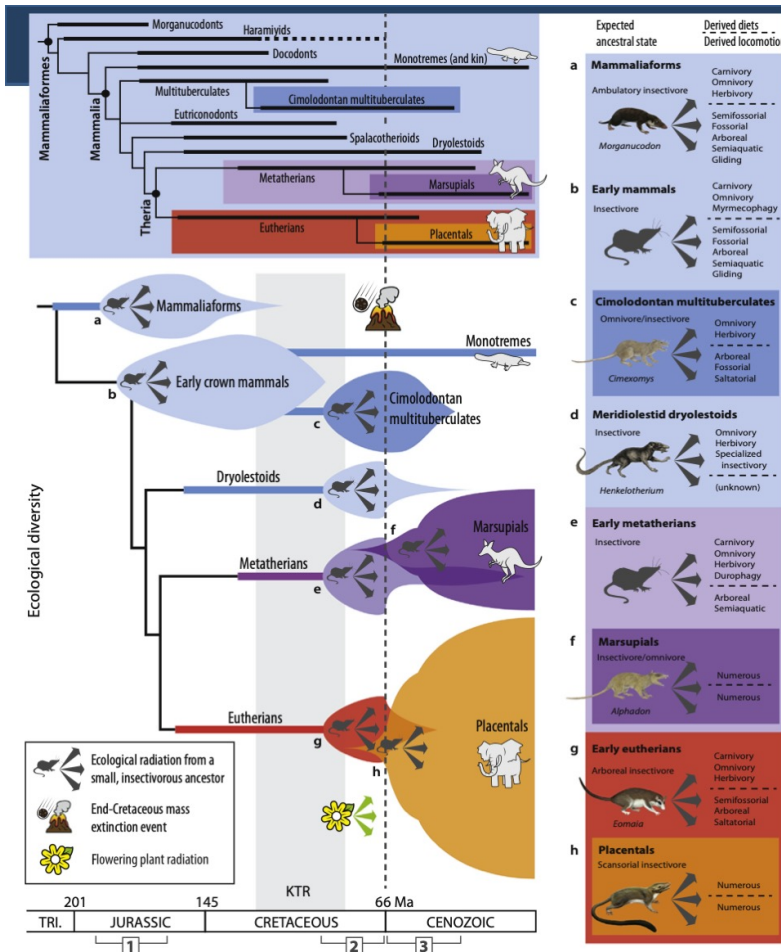 Morganucodonts
Haramiyids
Docodonts
Monotremes (and kin)
Multituberculates
Cimolodontan multituberculates
Eutriconodonts
Spalacotherioids
Dryolestoids
Metatherians
Marsupials
Eutherians
Placentals
Mammaliaformes
Mammalia
Theria
Ecological diversity
a
Mammaliaforms
b
Early crown mammals
Monotremes
c
Cimolodontan
multituberculates
Dryolestoids
d
Metatherians
e
f
Marsupials
Eutherians
g
h
Placentals
Ecological radiation from a
small, insectivorous ancestor
End-Cretaceous mass
extinction event
Flowering plant radiation
KTR
201
145
66 Ma
TRI.
JURASSIC
CRETACEOUS
CENOZOIC
1
2
3
Expected
ancestral state
Derived diets
Derived locomotion
a
Mammaliaforms
Ambulatory insectivore
Morganucodon
Carnivory
Omnivory
Herbivory
Semifossorial
Fossorial
Arboreal
Semiaquatic
Gliding
b
Early mammals
Insectivore
Carnivory
Omnivory
Myrmecophagy
Semifossorial
Fossorial
Arboreal
Semiaquatic
Gliding
c
Cimolodontan multituberculates
Omnivore/insectivore
Cimexomys
Omnivory
Herbivory
Arboreal
Fossorial
Saltatorial
d
Meridiolestid dryolestoids
Insectivore
Henkelotherium
Omnivory
Herbivory
Specialized
insectivory
(unknown)
e
Early metatherians
Insectivore
Carnivory
Omnivory
Herbivory
Durophagy
Arboreal
Semiaquatic
f
Marsupials
Insectivore/omnivore
Alphadon
Numerous
Numerous
g
Early eutherians
Arboreal insectivore
Eomaia
Carnivory
Omnivory
Herbivory
Semifossorial
Arboreal
Saltatorial
h
Placentals
Scansorial insectivore
Numerous
Numerous